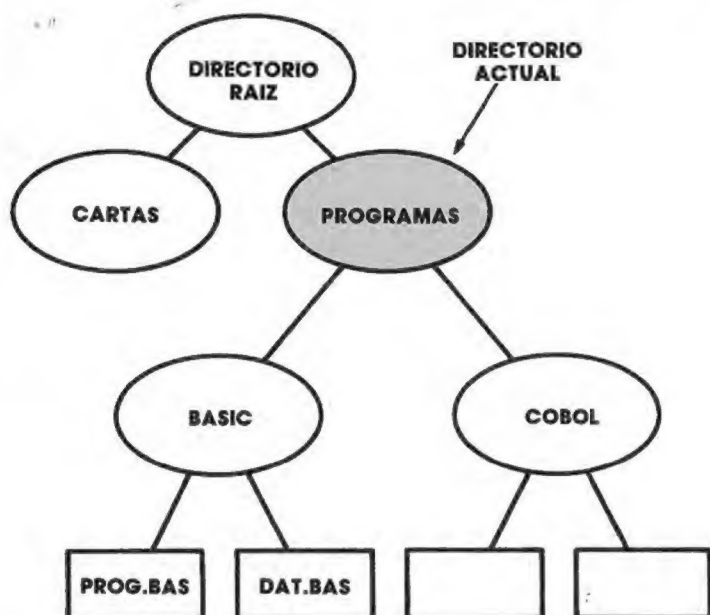 DIRECTORIO
RAIZ
DIRECTORIO
ACTUAL
CARTAS
PROGRAMAS
BASIC
COBOL
PROG.BAS
DAT.BAS